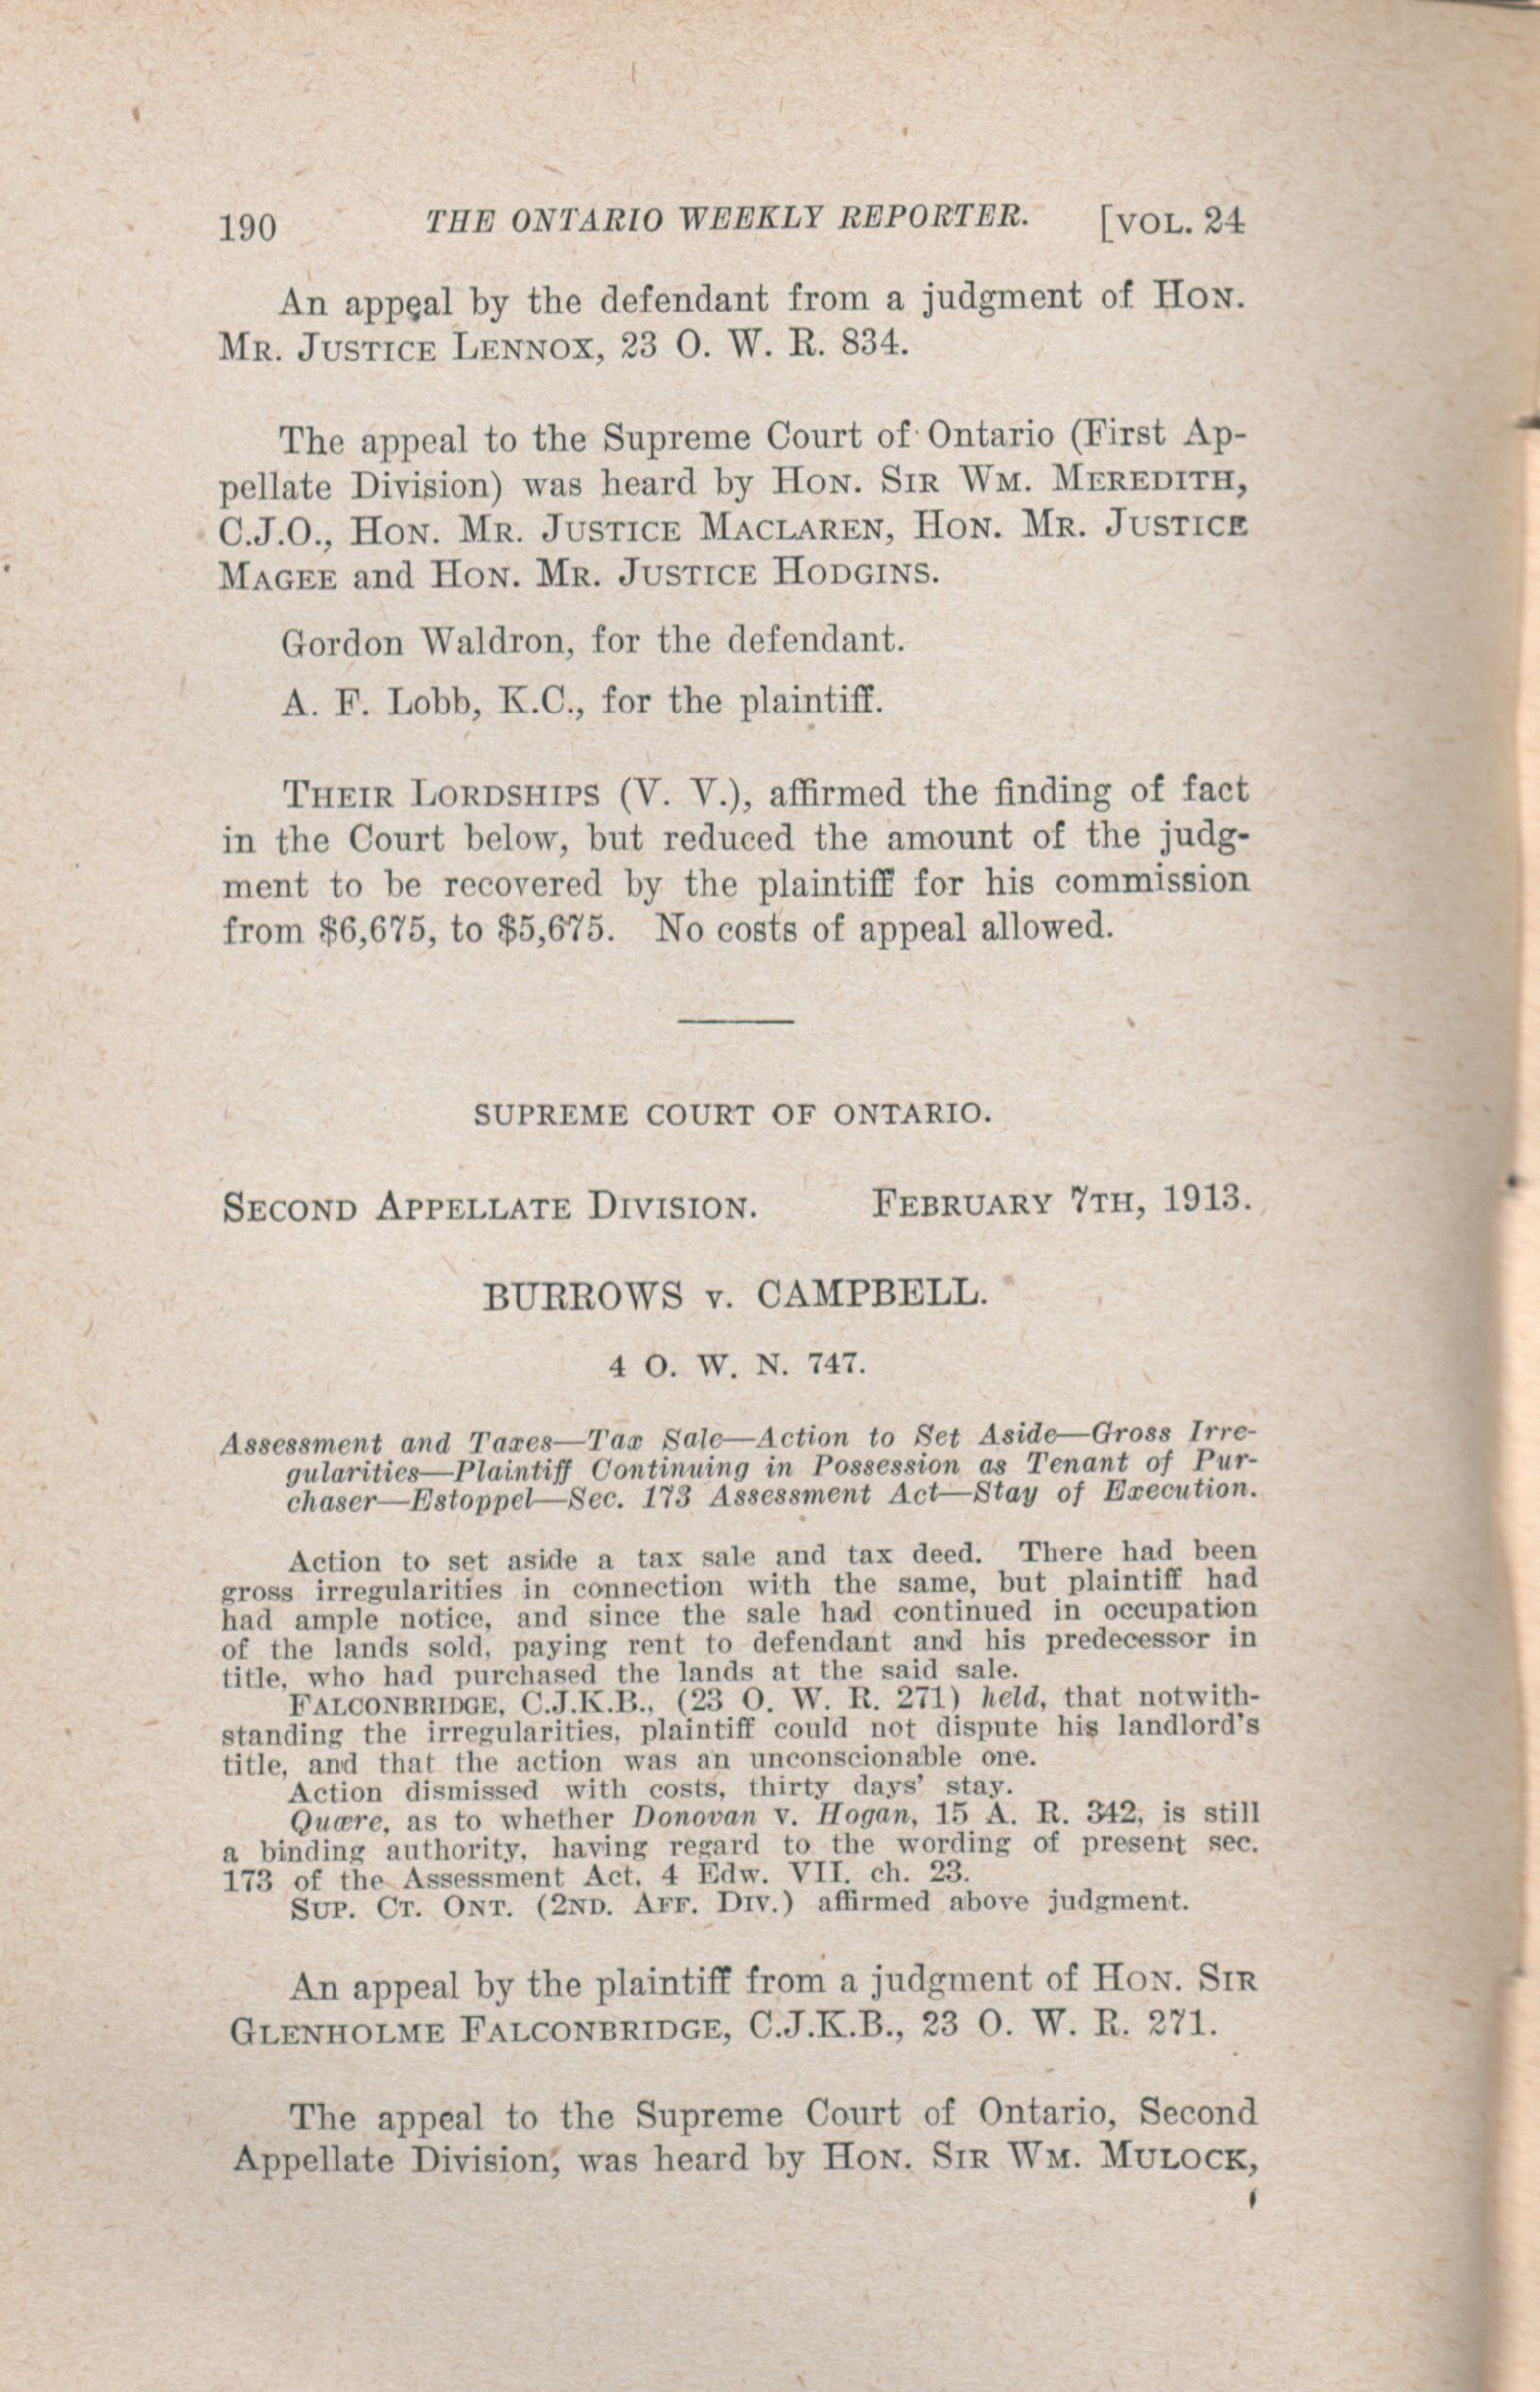 190 THE ONTARIO WEEKLY REPORTER. [VOL. 24
An appeal by the defendant from a judgment of HON.
MR. JUSTICE LENNOX, 23 O. W. R. 834.
The appeal to the Supreme Court of Ontario (First Ap-
pellate Division) was heard by HON. SIR WM. MEREDITH,
C.J.O., HON. MR. JUSTICE MACLAREN, HON. MR. JUSTICE
MAGEE and HON. MR. JUSTICE HODGINS.
Gordon Waldron, for the defendant.
A. F. Lobb, K.C., for the plaintiff.
THEIR LORDSHIPS (V. V.), affirmed the finding of fact
in the Court below, but reduced the amount of the judg-
ment to be recovered by the plaintiff for his commission
from $6,675, to $5,675. No costs of appeal allowed.
SUPREME COURT OF ONTARIO.
SECOND APPELLATE DIVISION. FEBRUARY 7TH, 1913.
BURROWS v. CAMPBELL.
4 O. W. N. 747.
Assessment and Taxes—Tax Sale—Action to Set Aside—Gross Irre-
gularities—Plaintiff Continuing in Possession as Tenant of Pur-
chaser—Estoppel—Sec. 173 Assessment Act—Stay of Execution.
Action to set aside a tax sale and tax deed. There had been
gross irregularities in connection with the same, but plaintiff had
had ample notice, and since the sale had continued in occupation
of the lands sold, paying rent to defendant and his predecessor in
title, who had purchased the lands at the said sale.
FALCONBRIDGE, C.J.K.B., (23 O. W. R. 271) held, that notwith-
standing the irregularities, plaintiff could not dispute his landlord's
title, and that the action was an unconscionable one.
Action dismissed with costs, thirty days' stay.
Quære, as to whether Donovan v. Hogan, 15 A. R. 342, is still
a binding authority, having regard to the wording of present sec.
173 of the Assessment Act, 4 Edw. VII. ch. 23.
SUP. CT. ONT. (2ND. APP. DIV.) affirmed above judgment.
An appeal by the plaintiff from a judgment of HON. SIR
GLENHOLME FALCONBRIDGE, C.J.K.B., 23 O. W. R. 271.
The appeal to the Supreme Court of Ontario, Second
Appellate Division, was heard by HON. SIR WM. MULOCK,